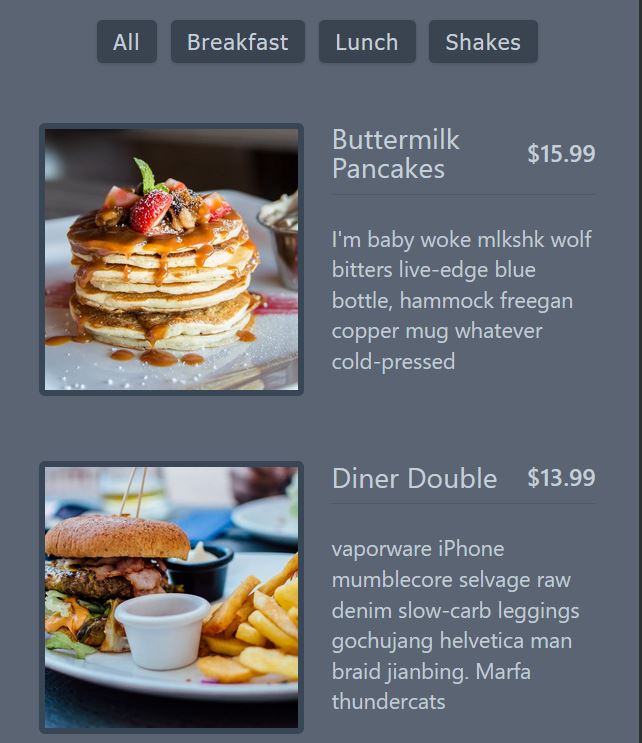 All
Breakfast
Lunch
Shakes
Buttermilk
Pancakes
$15.99
I'm baby woke mlkshk wolf
bitters live-edge blue
bottle, hammock freegan
copper mug whatever
cold-pressed
Diner Double
$13.99
vaporware iPhone
mumblecore selvage raw
denim slow-carb leggings
gochujang helvetica man
braid jianbing. Marfa
thundercats